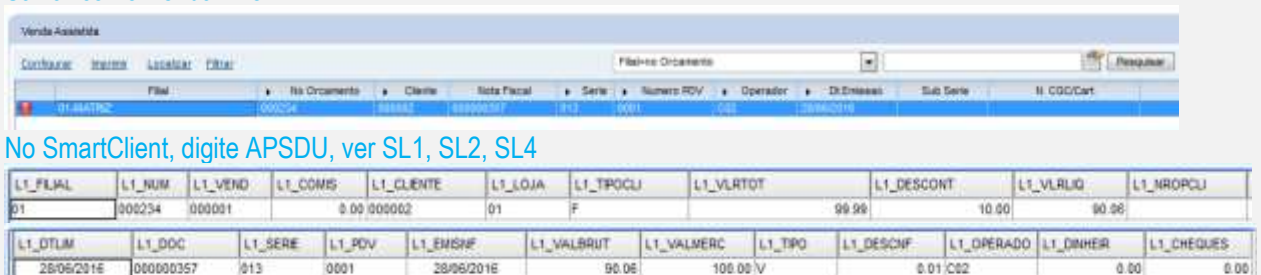 Venda Assistida
Configurar Imprimir Localizar Filtrar Filial+no Orcamento Pesquisar
Filial No Orcamento Cliente Nota Fiscal Serie Numero PDV Operador Dt.Emissao Sub Serie N. CGC/Cart.
01-MATRIZ 000234 000002 000000357 013 0001 C02 28/06/2016
No SmartClient, digite APSDU, ver SL1, SL2, SL4
L1_FILIAL L1_NUM L1_VEND L1_COMIS L1_CLIENTE L1_LOJA L1_TIPOCLI L1_VLRTOT L1_DESCONT L1_VLRLIQ L1_NROPCLI
01 000234 000001 0.00 000002 01 F 99.99 10.00 90.06
L1_DTLIM L1_DOC L1_SERIE L1_PDV L1_EMISNF L1_VALBRUT L1_VALMERC L1_TIPO L1_DESCNF L1_OPERADO L1_DINHEIR L1_CHEQUES
28/06/2016 000000357 013 0001 28/06/2016 90.06 100.00 V 0.01 C02 0.00 0.00